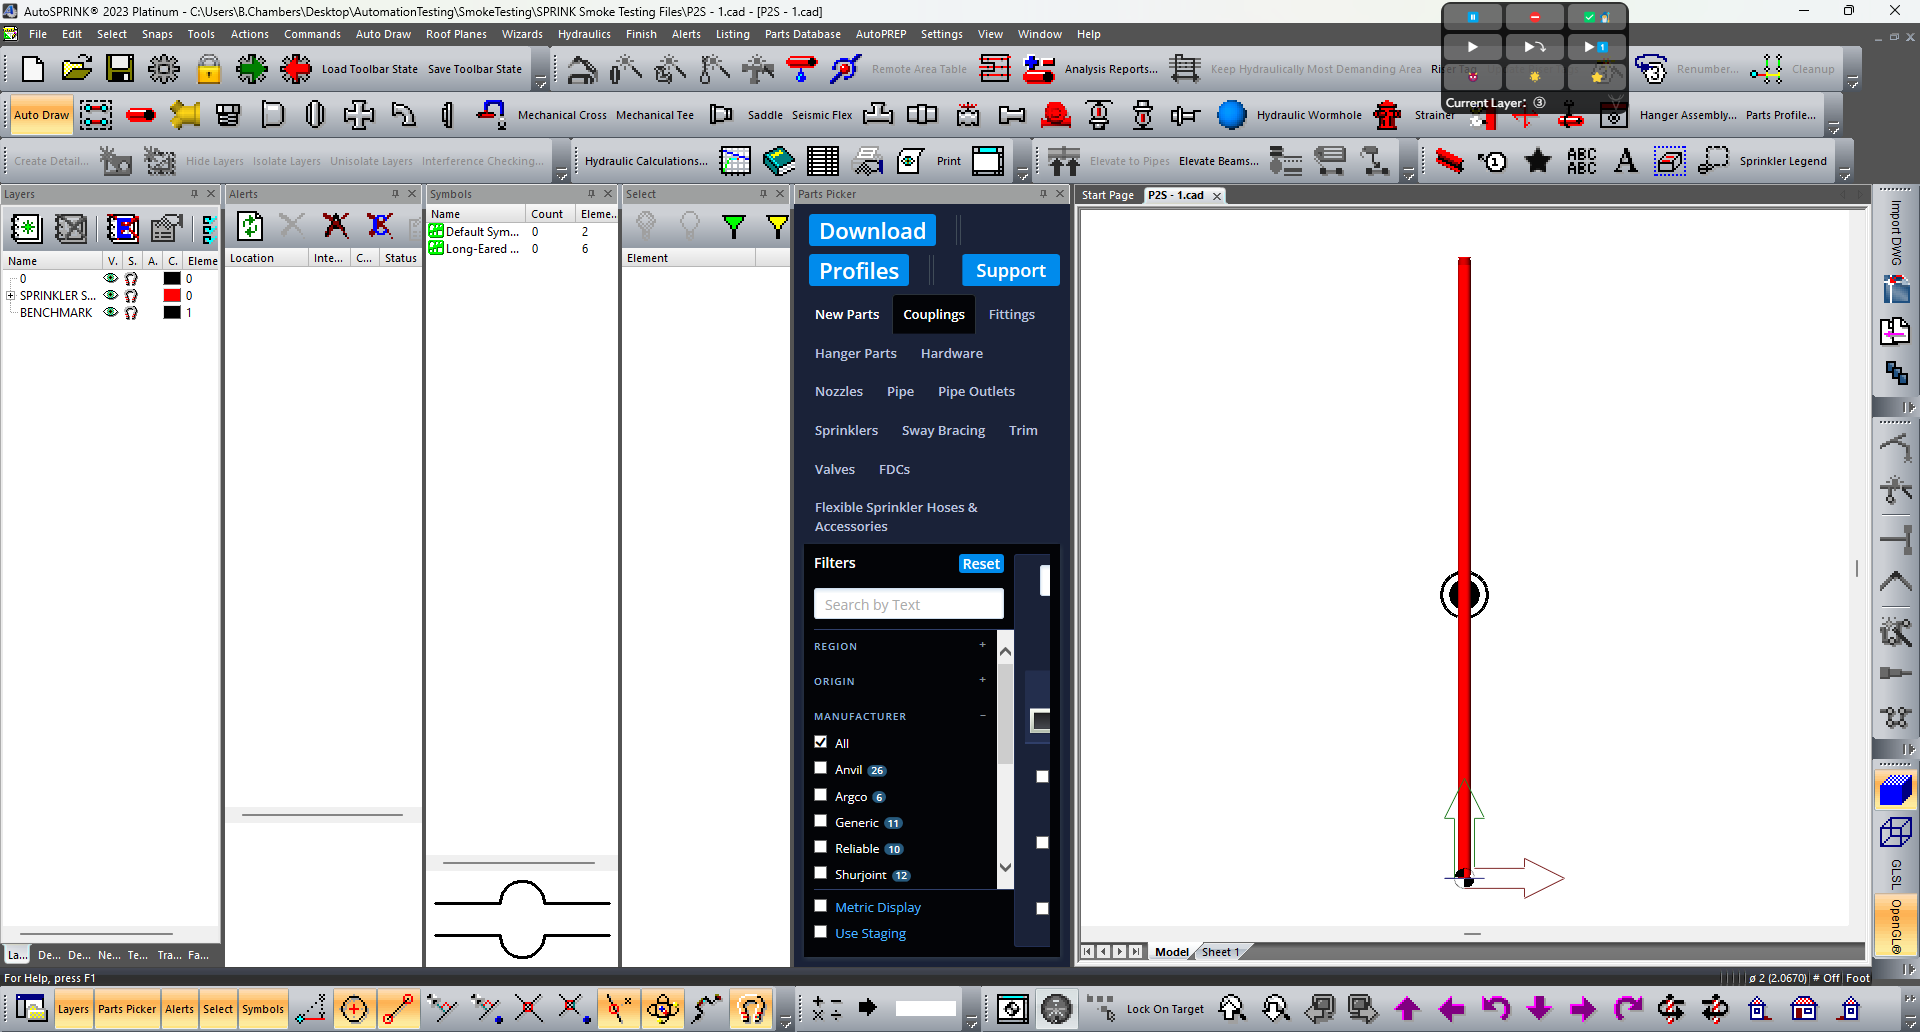 AutoSPRINK® 2023 Platinum - C:\Users\B.Chambers\Desktop\AutomationTesting\SmokeTesting\SPRINK Smoke Testing Files\P2S - 1.cad - [P2S - 1.cad]
File Edit Select Snaps Tools Actions Commands Auto Draw Roof Planes Wizards Hydraulics Finish Alerts Listing Parts Database AutoPREP Settings View Window Help
Load Toolbar State Save Toolbar State Remote Area Table Analysis Reports... Keep Hydraulically Most Demanding Area Renumber... Cleanup
Current Layer: 3
Auto Draw Mechanical Cross Mechanical Tee Saddle Seismic Flex Hydraulic Wormhole Strainer Hanger Assembly... Parts Profile...
Create Detail... Hide Layers Isolate Layers Unisolate Layers Interference Checking... Hydraulic Calculations... Print Elevate to Pipes Elevate Beams... 1 ABC ABC A Sprinkler Legend
Layers
Name V. S. A. C. Eleme
0 0
SPRINKLER S... 0
BENCHMARK 1
La... De... De... Ne... Te... Tra... Fa...
Alerts
Location Inte... C... Status
Symbols
Name Count Eleme...
Default Sym... 0 2
Long-Eared ... 0 6
Select
Element
Parts Picker
Download
Profiles Support
New Parts Couplings Fittings
Hanger Parts Hardware
Nozzles Pipe Pipe Outlets
Sprinklers Sway Bracing Trim
Valves FDCs
Flexible Sprinkler Hoses &
Accessories
Filters Reset
Search by Text
REGION +
ORIGIN +
MANUFACTURER −
All
Anvil 26
Argco 6
Generic 11
Reliable 10
Shurjoint 12
Metric Display
Use Staging
Start Page P2S - 1.cad
Model Sheet 1
Import DWG
GLSL
OpenGL®
For Help, press F1
ø 2 (2.0670) # Off Foot
Layers Parts Picker Alerts Select Symbols Lock On Target